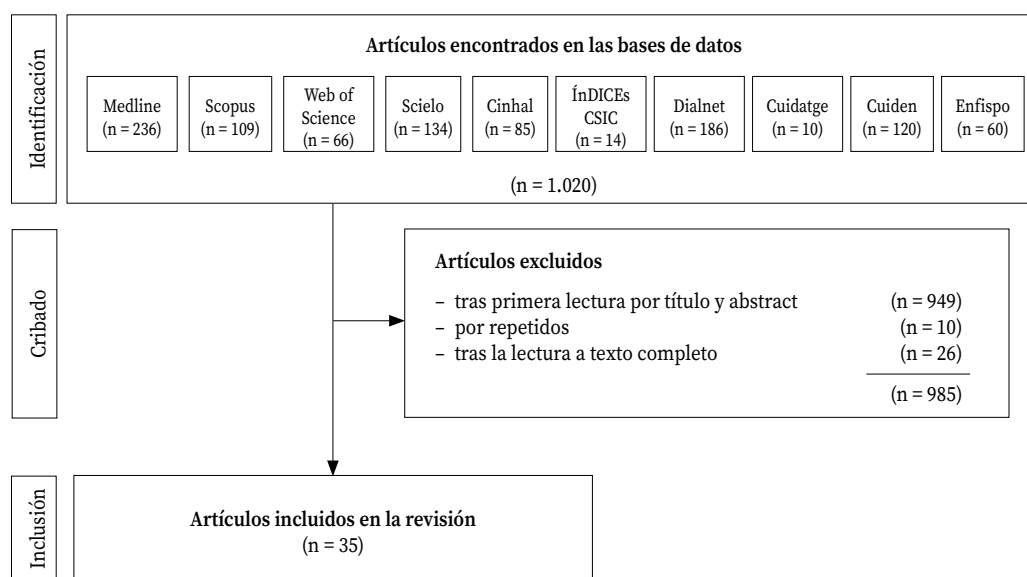 Identificación
Artículos encontrados en las bases de datos
Medline
(n = 236)
Scopus
(n = 109)
Web of
Science
(n = 66)
Scielo
(n = 134)
Cinhal
(n = 85)
ÍnDICEs
CSIC
(n = 14)
Dialnet
(n = 186)
Cuidatge
(n = 10)
Cuiden
(n = 120)
Enfispo
(n = 60)
(n = 1.020)
Cribado
Artículos excluidos
– tras primera lectura por título y abstract (n = 949)
– por repetidos (n = 10)
– tras la lectura a texto completo (n = 26)
(n = 985)
Inclusión
Artículos incluidos en la revisión
(n = 35)